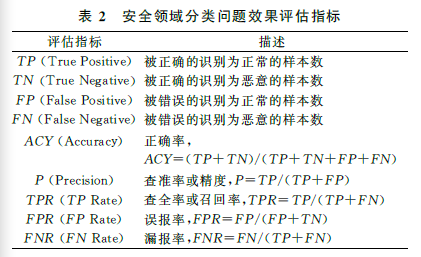 表 2 安全领域分类问题效果评估指标
评估指标 描述
TP (True Positive) 被正确的识别为正常的样本数
TN (True Negative) 被正确的识别为恶意的样本数
FP (False Positive) 被错误的识别为正常的样本数
FN (False Negative) 被错误的识别为恶意的样本数
ACY (Accuracy) 正确率,
ACY=(TP+TN)/(TP+TN+FP+FN)
P (Precision) 查准率或精度,P=TP/(TP+FP)
TPR (TP Rate) 查全率或召回率,TPR=TP/(TP+FN)
FPR (FP Rate) 误报率,FPR=FP/(FP+TN)
FNR (FN Rate) 漏报率,FNR=FN/(TP+FN)